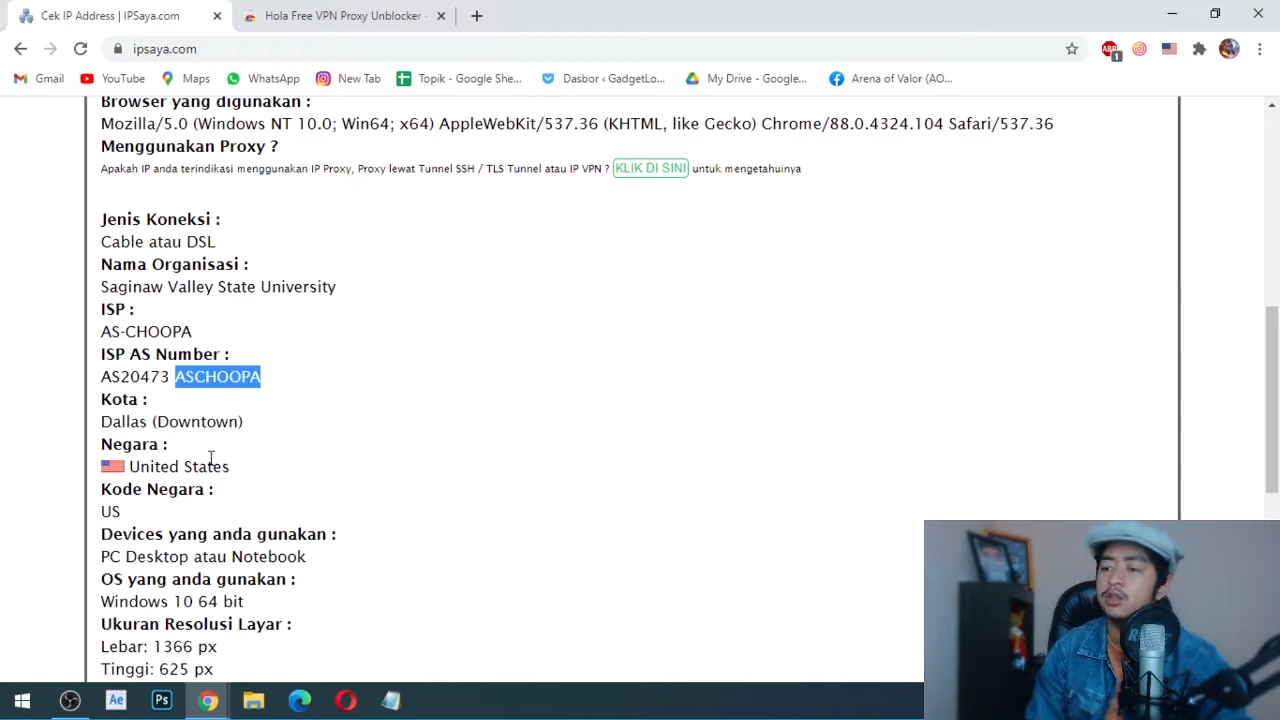 Cek IP Address | IPSaya.com
Hola Free VPN Proxy Unblocker -
ipsaya.com
1
Gmail
YouTube
Maps
WhatsApp
New Tab
Topik - Google She...
Dasbor ‹ GadgetLo...
My Drive - Google...
Arena of Valor (AO...
Browser yang digunakan :
Mozilla/5.0 (Windows NT 10.0; Win64; x64) AppleWebKit/537.36 (KHTML, like Gecko) Chrome/88.0.4324.104 Safari/537.36
Menggunakan Proxy ?
Apakah IP anda terindikasi menggunakan IP Proxy, Proxy lewat Tunnel SSH / TLS Tunnel atau IP VPN ? KLIK DI SINI untuk mengetahuinya
Jenis Koneksi :
Cable atau DSL
Nama Organisasi :
Saginaw Valley State University
ISP :
AS-CHOOPA
ISP AS Number :
AS20473 ASCHOOPA
Kota :
Dallas (Downtown)
Negara :
United States
Kode Negara :
US
Devices yang anda gunakan :
PC Desktop atau Notebook
OS yang anda gunakan :
Windows 10 64 bit
Ukuran Resolusi Layar :
Lebar: 1366 px
Tinggi: 625 px
Ae
Ps